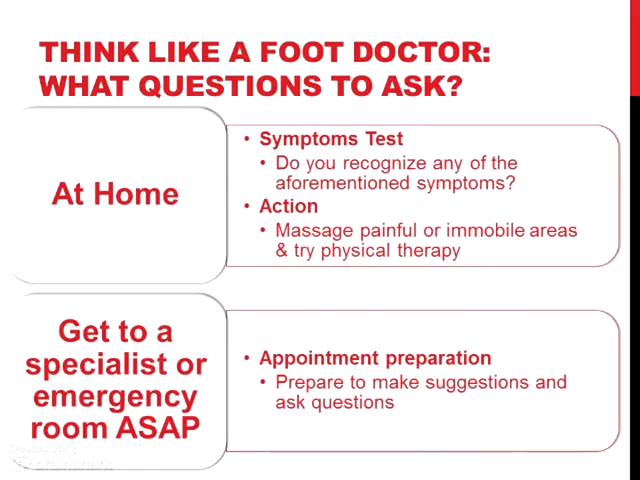 THINK LIKE A FOOT DOCTOR:
WHAT QUESTIONS TO ASK?
At Home
• Symptoms Test
• Do you recognize any of the
aforementioned symptoms?
• Action
• Massage painful or immobile areas
& try physical therapy
Get to a
specialist or
emergency
room ASAP
• Appointment preparation
• Prepare to make suggestions and
ask questions